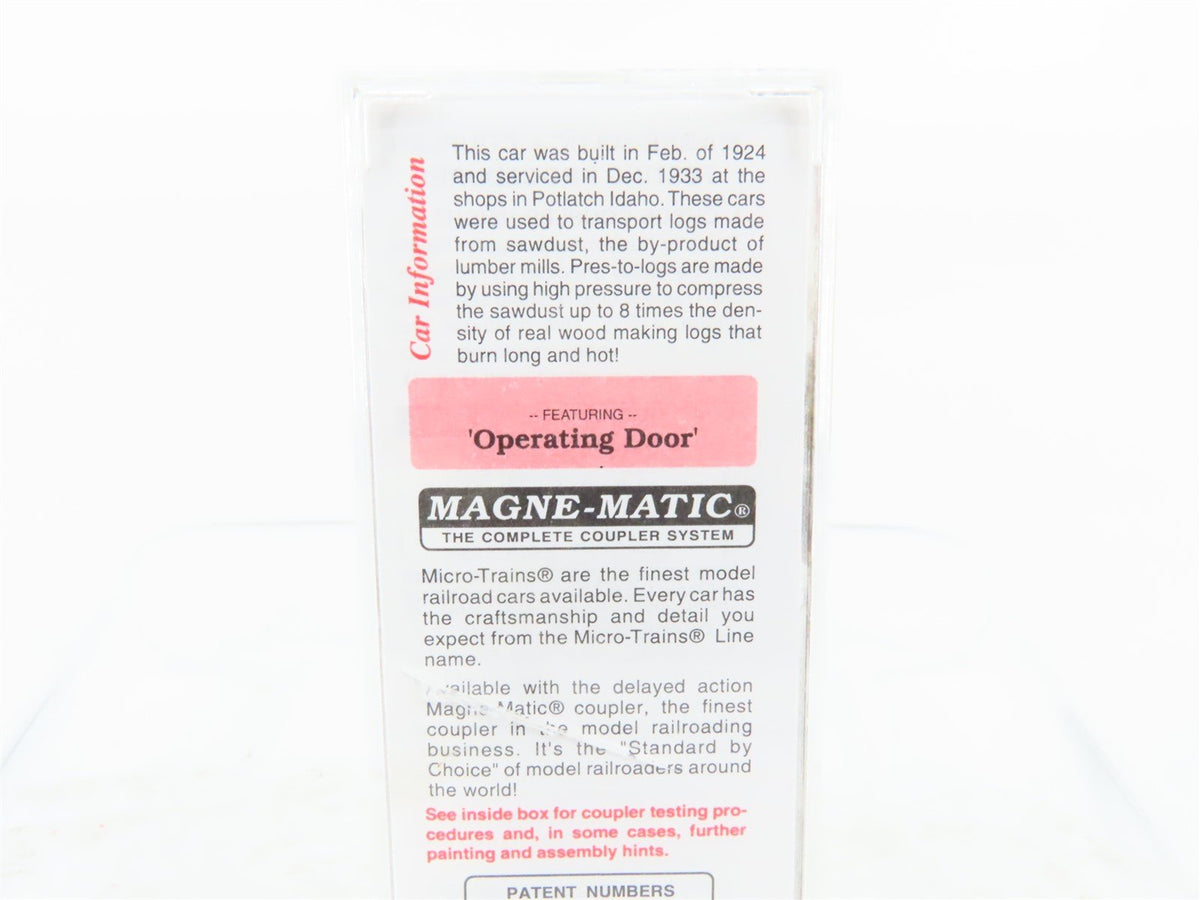 Car Information
This car was built in Feb. of 1924
and serviced in Dec. 1933 at the
shops in Potlatch Idaho. These cars
were used to transport logs made
from sawdust, the by-product of
lumber mills. Pres-to-logs are made
by using high pressure to compress
the sawdust up to 8 times the den-
sity of real wood making logs that
burn long and hot!
-- FEATURING --
'Operating Door'
MAGNE-MATIC®
THE COMPLETE COUPLER SYSTEM
Micro-Trains® are the finest model
railroad cars available. Every car has
the craftsmanship and detail you
expect from the Micro-Trains® Line
name.
Available with the delayed action
Magne-Matic® coupler, the finest
coupler in the model railroading
business. It's the "Standard by
Choice" of model railroaders around
the world!
See inside box for coupler testing pro-
cedures and, in some cases, further
painting and assembly hints.
PATENT NUMBERS